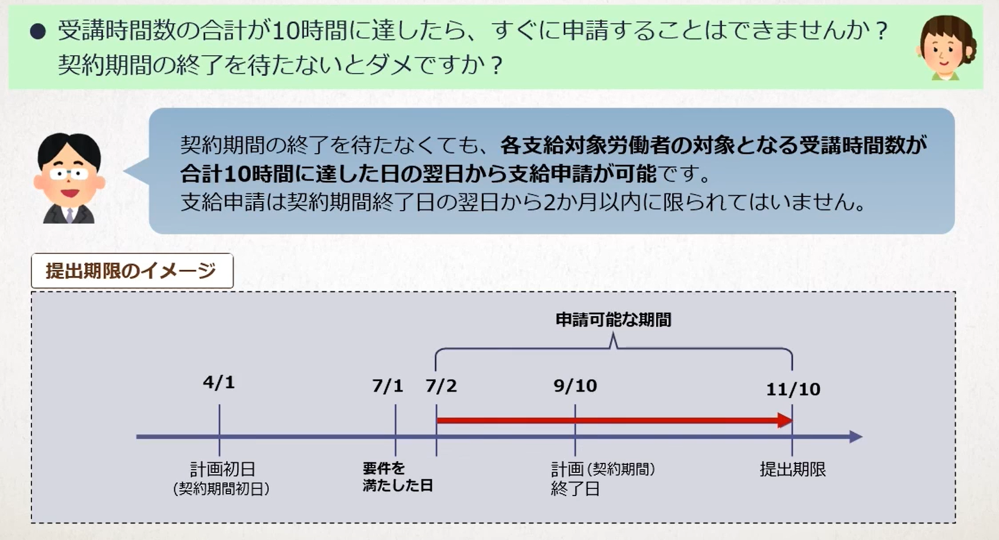 ● 受講時間数の合計が10時間に達したら、すぐに申請することはできませんか？
契約期間の終了を待たないとダメですか？
契約期間の終了を待たなくても、各支給対象労働者の対象となる受講時間数が
合計10時間に達した日の翌日から支給申請が可能です。
支給申請は契約期間終了日の翌日から2か月以内に限られてはいません。
提出期限のイメージ
申請可能な期間
4/1
7/1
7/2
9/10
11/10
計画初日
（契約期間初日）
要件を
満たした日
計画（契約期間）
終了日
提出期限